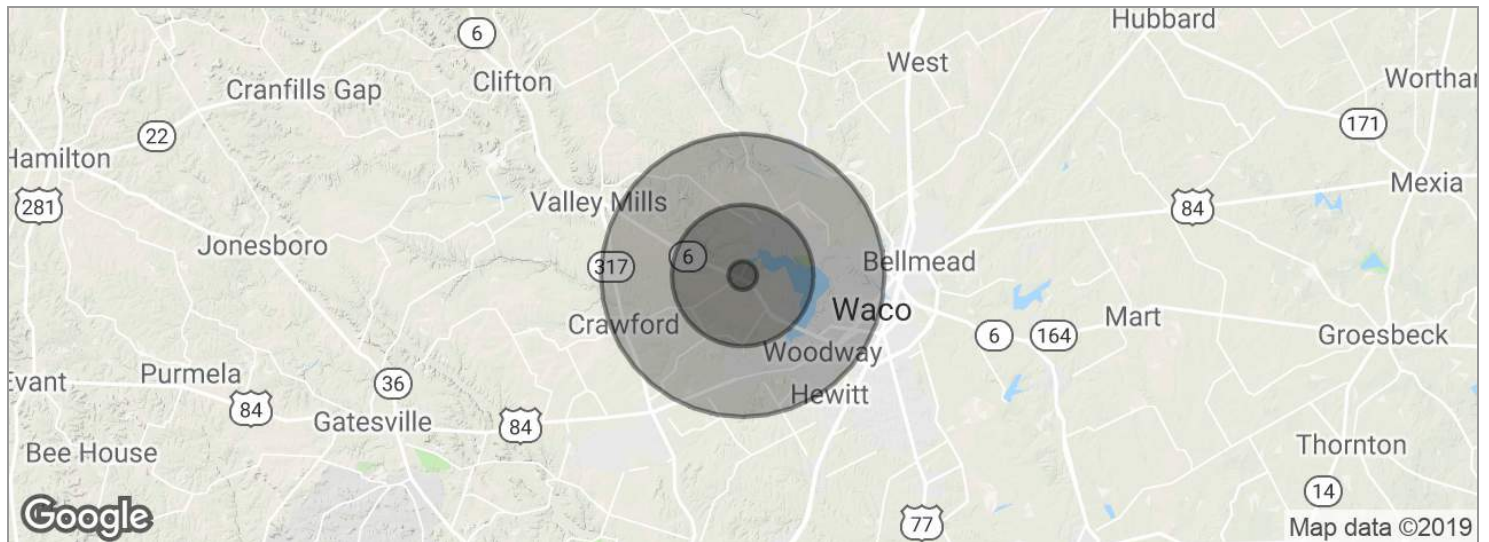 Hubbard
6
West
Clifton
Cranfills Gap
Wortha
22
171
Hamilton
Mexia
281
Valley Mills
84
Jonesboro
6
317
Bellmead
Waco
Crawford
Mart
6
164
Groesbeck
Woodway
Evant
Purmela
36
84
Hewitt
Gatesville
84
Bee House
Thornton
14
Google
77
Map data ©2019